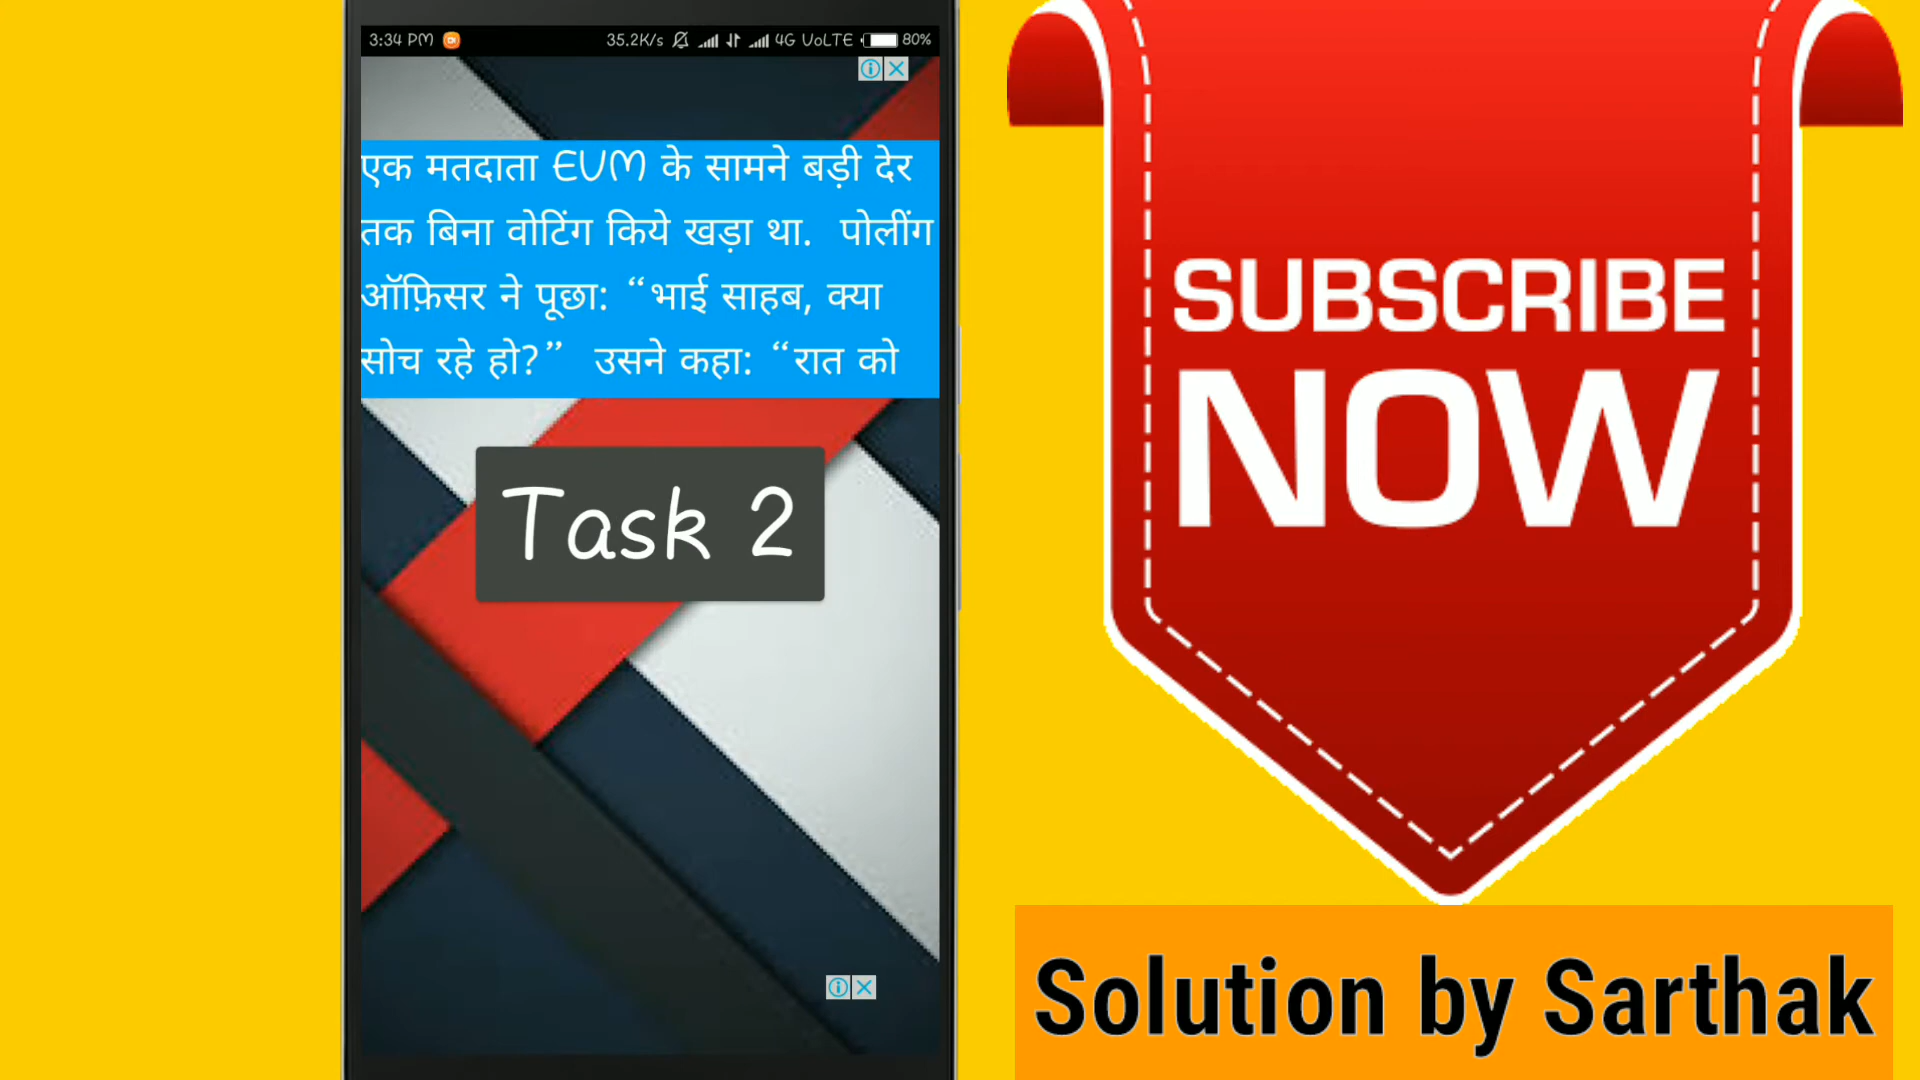 3:34 PM
35.2K/s 4G VoLTE 80%
एक मतदाता EVM के सामने बड़ी देर
तक बिना वोटिंग किये खड़ा था. पोलींग
ऑफ़िसर ने पूछा: “भाई साहब, क्या
सोच रहे हो?” उसने कहा: “रात को
Task 2
SUBSCRIBE
NOW
Solution by Sarthak